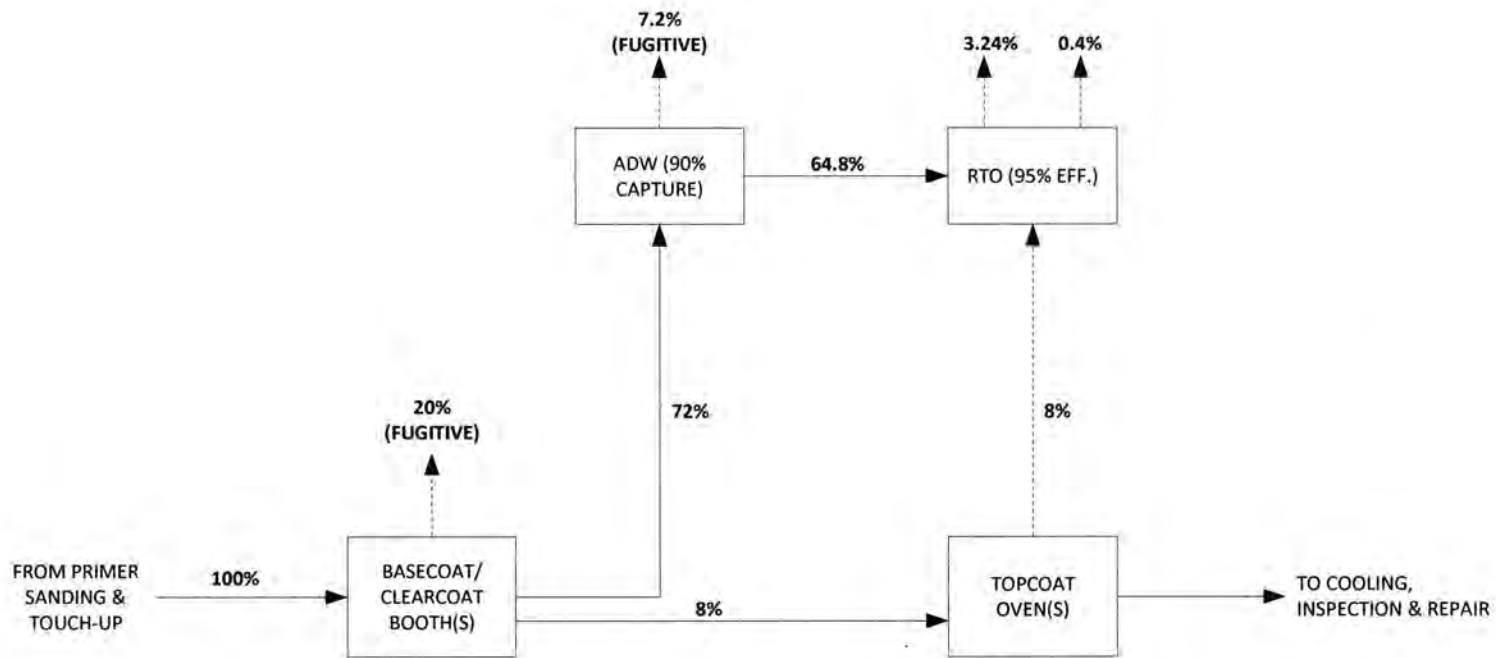 7.2%
(FUGITIVE)
3.24%
0.4%
ADW (90%
CAPTURE)
64.8%
RTO (95% EFF.)
20%
(FUGITIVE)
72%
8%
FROM PRIMER
SANDING &
TOUCH-UP
100%
BASECOAT/
CLEARCOAT
BOOTH(S)
8%
TOPCOAT
OVEN(S)
TO COOLING,
INSPECTION & REPAIR